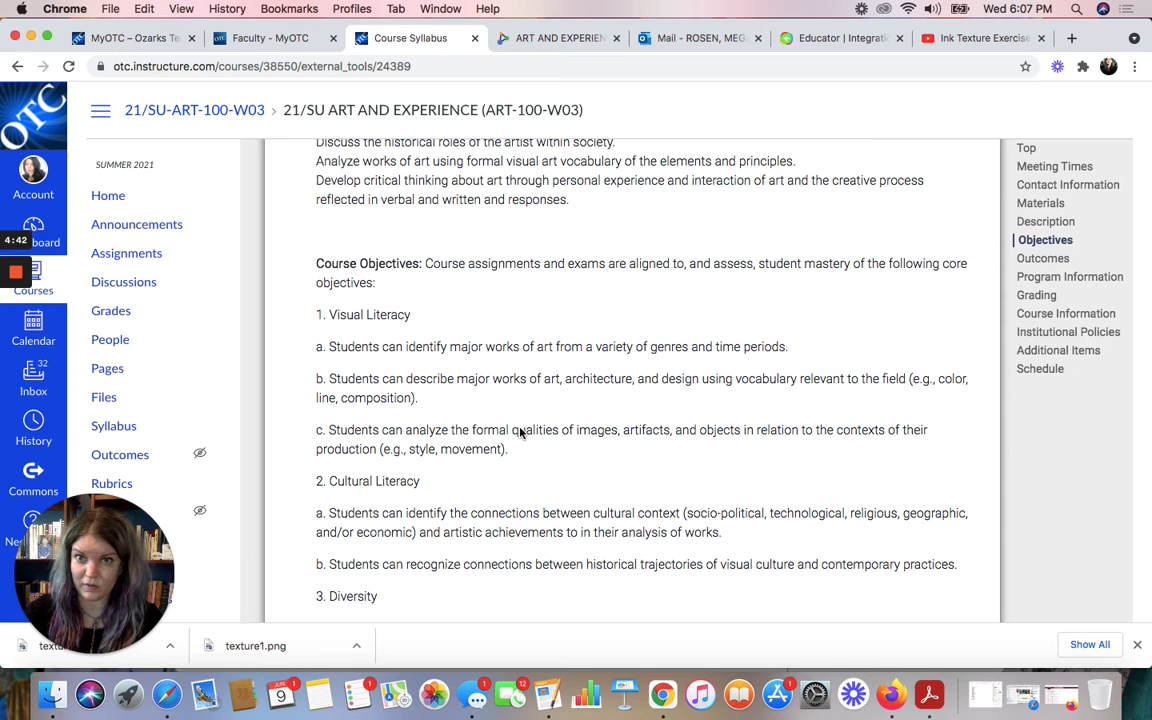 Chrome File Edit View History Bookmarks Profiles Tab Window Help Wed 6:07 PM
MyOTC – Ozarks Te Faculty - MyOTC Course Syllabus ART AND EXPERIEN Mail - ROSEN, MEGA Educator | Integratio Ink Texture Exercise
otc.instructure.com/courses/38550/external_tools/24389
OTC
21/SU-ART-100-W03 › 21/SU ART AND EXPERIENCE (ART-100-W03)
Account
board
4:42
Courses
Calendar
32
Inbox
History
Commons
SUMMER 2021
Home
Announcements
Assignments
Discussions
Grades
People
Pages
Files
Syllabus
Outcomes
Rubrics
Discuss the historical roles of the artist within society.
Analyze works of art using formal visual art vocabulary of the elements and principles.
Develop critical thinking about art through personal experience and interaction of art and the creative process
reflected in verbal and written and responses.
Course Objectives: Course assignments and exams are aligned to, and assess, student mastery of the following core
objectives:
1. Visual Literacy
a. Students can identify major works of art from a variety of genres and time periods.
b. Students can describe major works of art, architecture, and design using vocabulary relevant to the field (e.g., color,
line, composition).
c. Students can analyze the formal qualities of images, artifacts, and objects in relation to the contexts of their
production (e.g., style, movement).
2. Cultural Literacy
a. Students can identify the connections between cultural context (socio-political, technological, religious, geographic,
and/or economic) and artistic achievements to in their analysis of works.
b. Students can recognize connections between historical trajectories of visual culture and contemporary practices.
3. Diversity
Top
Meeting Times
Contact Information
Materials
Description
Objectives
Outcomes
Program Information
Grading
Course Information
Institutional Policies
Additional Items
Schedule
textu
texture1.png
Show All
1
9
1
1
12
1